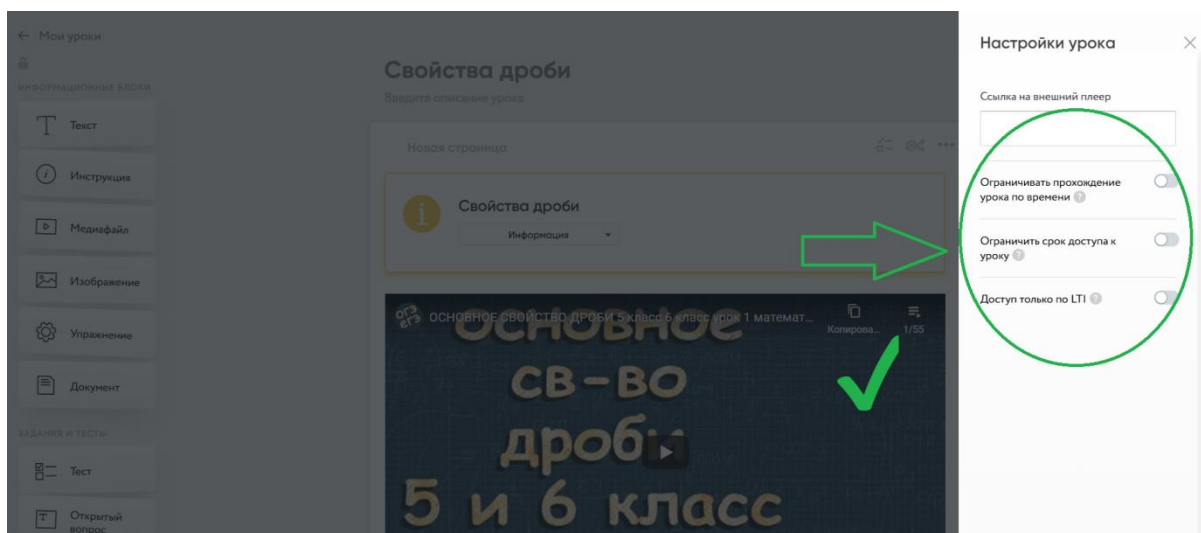 ← Мои уроки
ИНФОРМАЦИОННЫЕ БЛОКИ
Текст
Инструкция
Медиафайл
Изображение
Упражнение
Документ
ЗАДАНИЯ И ТЕСТЫ
Тест
Открытый
вопрос
Свойства дроби
Введите описание урока
Новая страница
Свойства дроби
Информация
ОГЭ
ЕГЭ
ОСНОВНОЕ СВОЙСТВО ДРОБИ 5 класс 6 класс урок 1 математ...
Копирова...
1/55
ОСНОВНОЕ
СВ-ВО
дроби
5 и 6 класс
Настройки урока
Ссылка на внешний плеер
Ограничивать прохождение
урока по времени
Ограничить срок доступа к
уроку
Доступ только по LTI